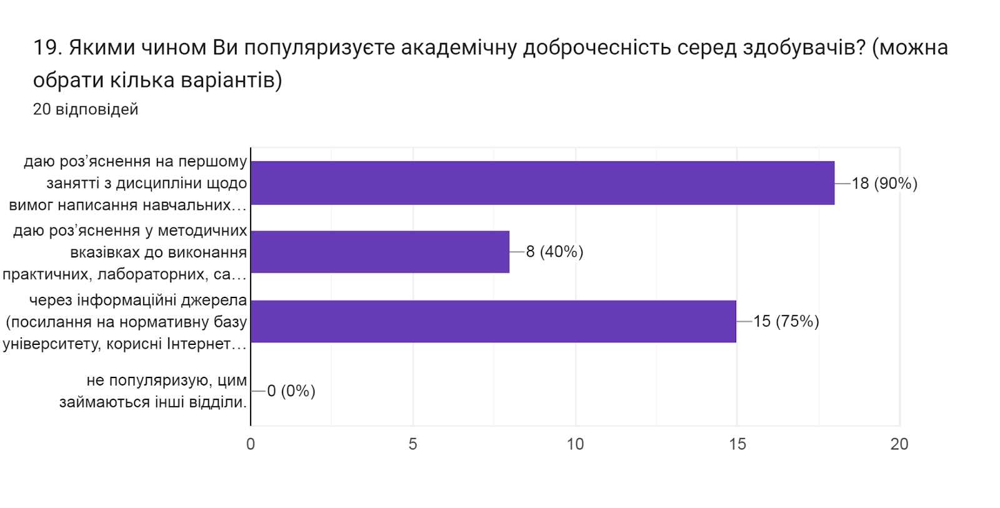 19. Якими чином Ви популяризуєте академічну доброчесність серед здобувачів? (можна
обрати кілька варіантів)
20 відповідей
даю роз’яснення на першому
занятті з дисципліни щодо
вимог написання навчальних…
18 (90%)
даю роз’яснення у методичних
вказівках до виконання
практичних, лабораторних, са…
8 (40%)
через інформаційні джерела
(посилання на нормативну базу
університету, корисні Інтернет…
15 (75%)
не популяризую, цим
займаються інші відділи.
0 (0%)
0 5 10 15 20